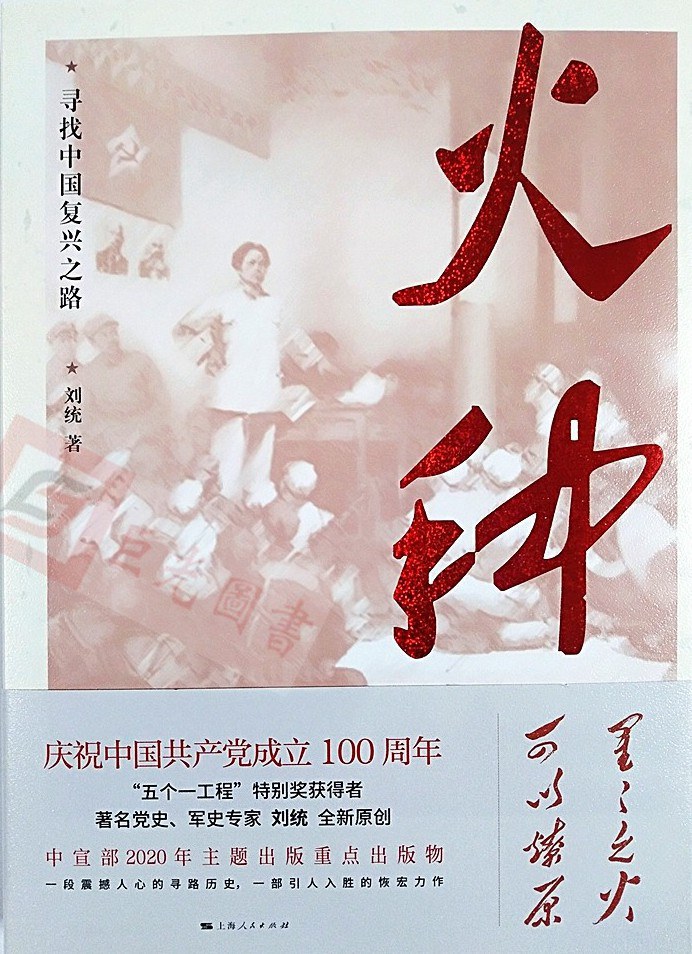 火种
★寻找中国复兴之路
★刘统 著
巨光圖書
庆祝中国共产党成立100周年
“五个一工程”特别奖获得者
著名党史、军史专家 刘统 全新原创
中宣部2020年主题出版重点出版物
一段震撼人心的寻路历史，一部引人入胜的恢宏力作
上海人民出版社
星々之火
可以燎原